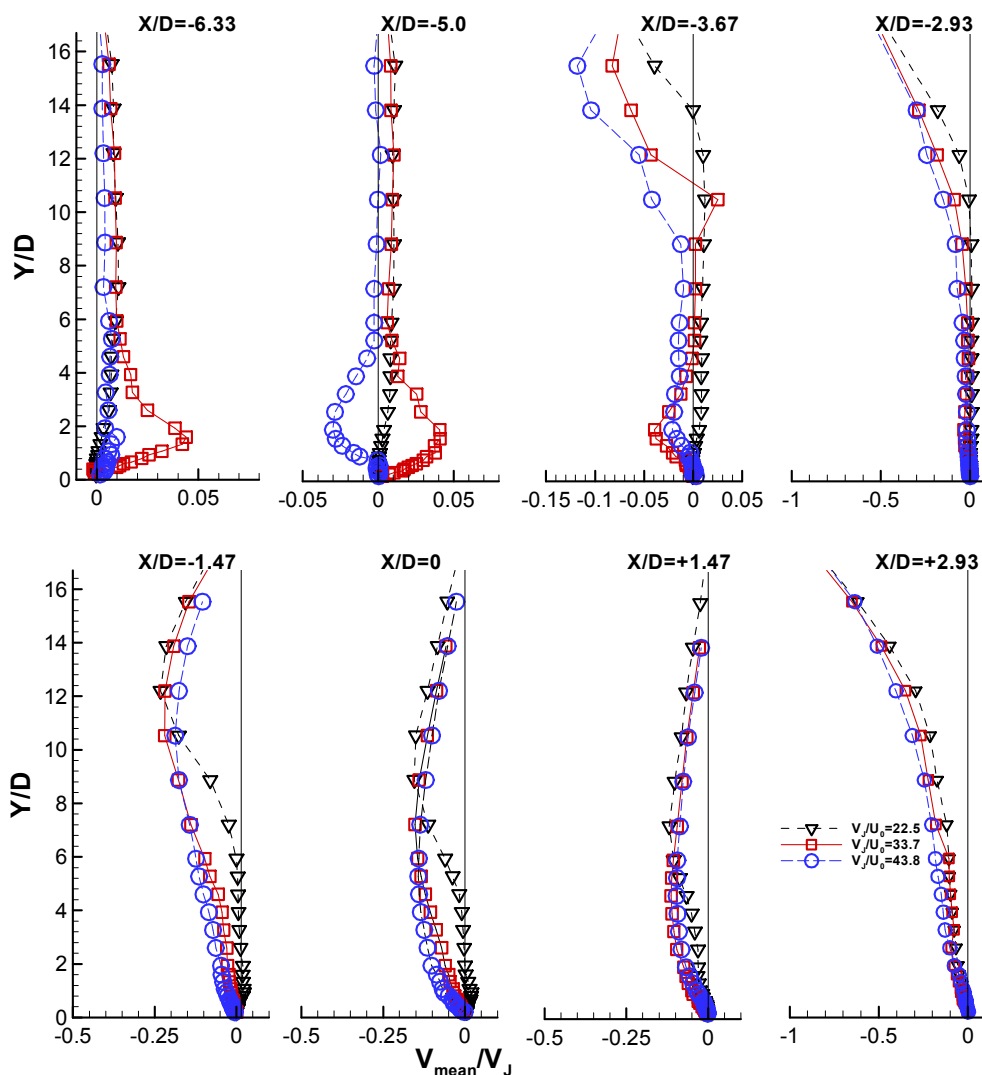 X/D=-6.33 X/D=-5.0 X/D=-3.67 X/D=-2.93
Y/D
16
14
12
10
8
6
4
2
0
0 0.05 -0.05 0 0.05 -0.15 -0.1 -0.05 0 -1 -0.5 0
X/D=-1.47 X/D=0 X/D=+1.47 X/D=+2.93
Y/D
16
14
12
10
8
6
4
2
0
V_J/U_0=22.5
V_J/U_0=33.7
V_J/U_0=43.8
-0.5 -0.25 0 -0.5 -0.25 0 -0.5 -0.25 0 -1 -0.5 0
V_mean/V_J